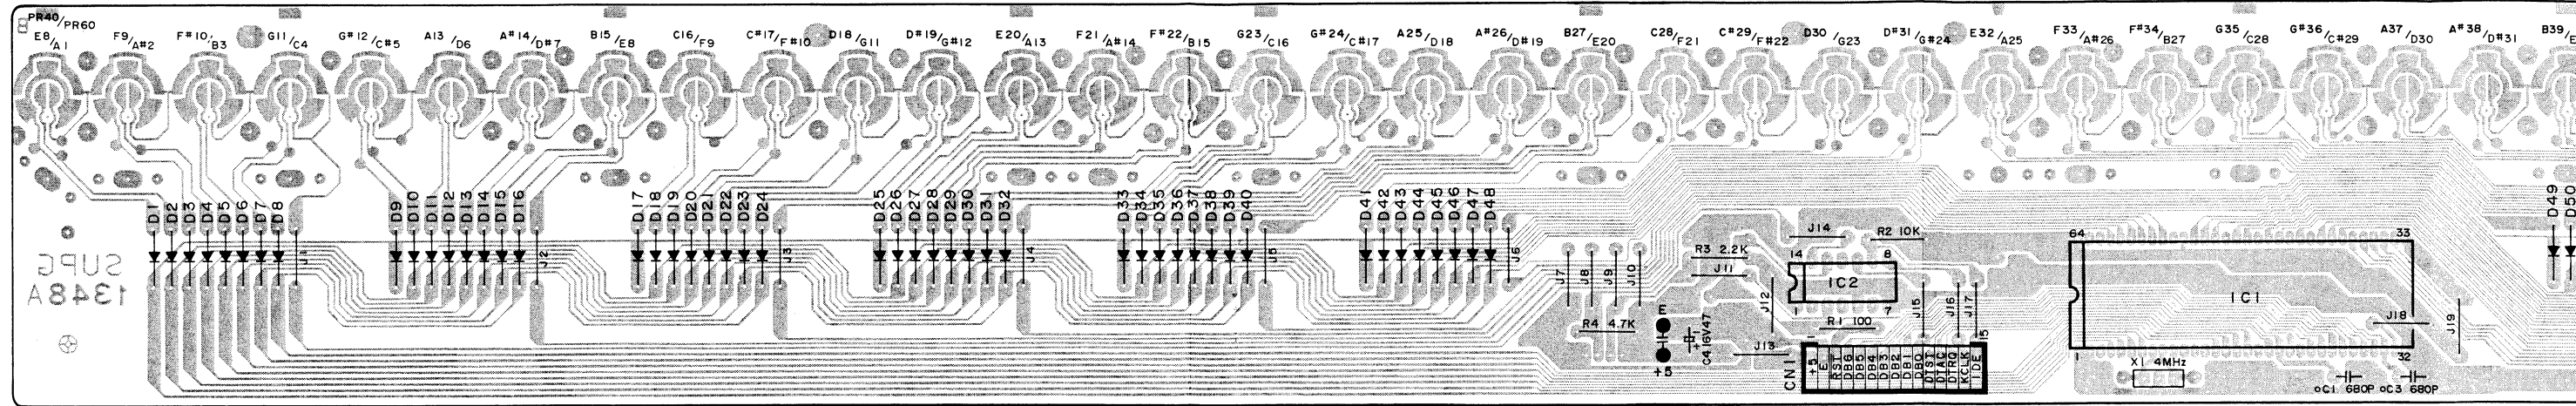 PR40/PR60
E8/A1 F9/A#2 F#10/B3 G11/C4 G#12/C#5 A13/D6 A#14/D#7 B15/E8 C16/F9 C#17/F#10 D18/G11 D#19/G#12 E20/A13 F21/A#14 F#22/B15 G23/C16 G#24/C#17 A25/D18 A#26/D#19 B27/E20 C28/F21 C#29/F#22 D30/G23 D#31/G#24 E32/A25 F33/A#26 F#34/B27 G35/C28 G#36/C#29 A37/D30 A#38/D#31 B39/E
D1 D2 D3 D4 D5 D6 D7 D8 D9 D10 D11 D12 D13 D14 D15 D16 D17 D18 D19 D20 D21 D22 D23 D24 D25 D26 D27 D28 D29 D30 D31 D32 D33 D34 D35 D36 D37 D38 D39 D40 D41 D42 D43 D44 D45 D46 D47 D48 D49 D50
J1 J2 J3 J4 J5 J6
SUPG
1348A
J7 J8 J9 J10
R4 4.7K
R3 2.2K
J11
J14
R2 10K
14 8
IC2
1 7
J12
R1 100
J15 J16 J17
E
+5
C4 16V47
+
J13
CN1
1 15
+5 E RST DB6 DB5 DB4 DB3 DB2 DB1 DB0 DTST DTAC DTRQ KCLK IDE
64 33
IC1
1 32
J18
J19
X1 4MHz
C1 680P C3 680P